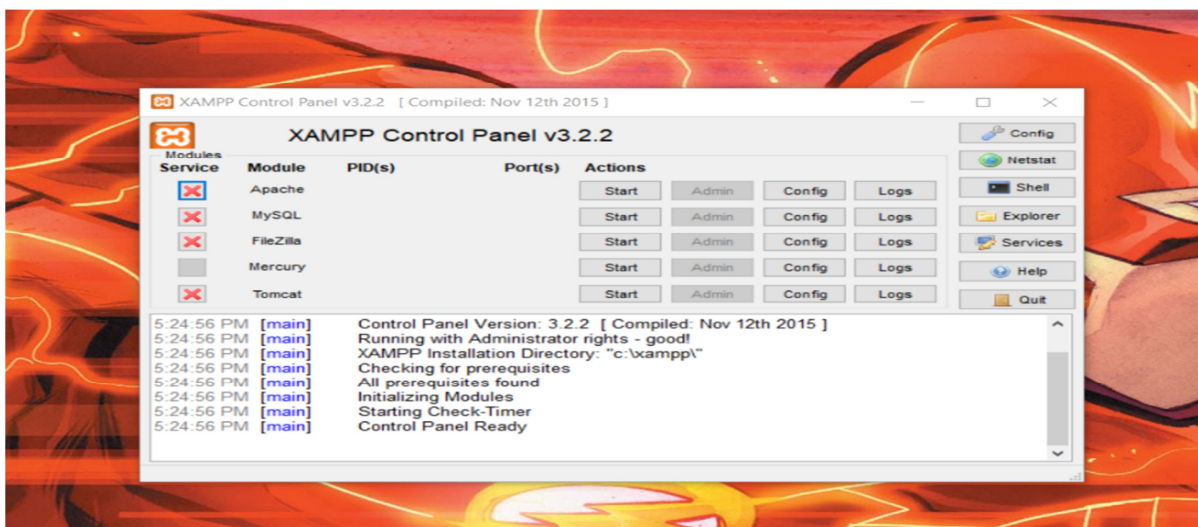 XAMPP Control Panel v3.2.2 [ Compiled: Nov 12th 2015 ]
XAMPP Control Panel v3.2.2
Config
Modules
Service Module PID(s) Port(s) Actions
Netstat
Apache Start Admin Config Logs
Shell
MySQL Start Admin Config Logs
Explorer
FileZilla Start Admin Config Logs
Services
Mercury Start Admin Config Logs
Help
Tomcat Start Admin Config Logs
Quit
5:24:56 PM [main] Control Panel Version: 3.2.2 [ Compiled: Nov 12th 2015 ]
5:24:56 PM [main] Running with Administrator rights - good!
5:24:56 PM [main] XAMPP Installation Directory: "c:\xampp\"
5:24:56 PM [main] Checking for prerequisites
5:24:56 PM [main] All prerequisites found
5:24:56 PM [main] Initializing Modules
5:24:56 PM [main] Starting Check-Timer
5:24:56 PM [main] Control Panel Ready